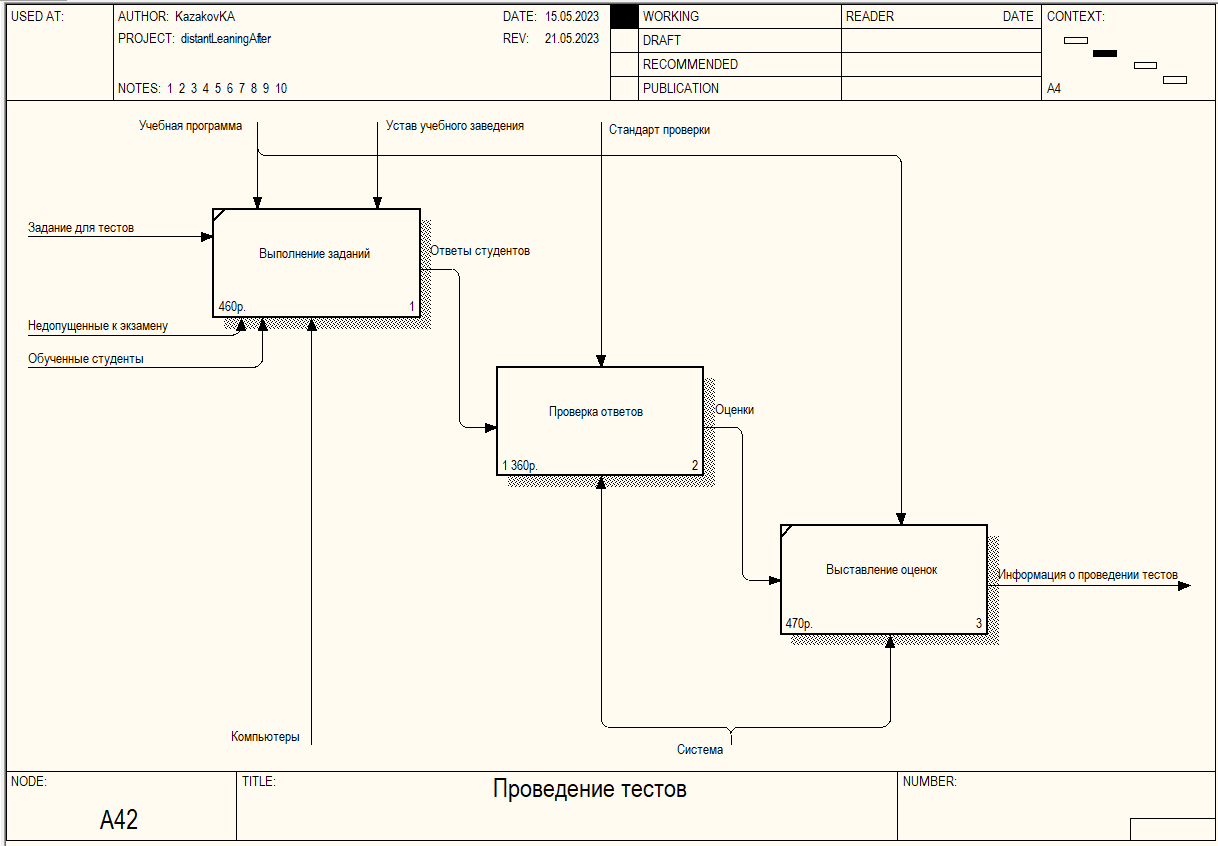 USED AT:
AUTHOR: KazakovKA
DATE: 15.05.2023
PROJECT: distantLeaningAfter
REV: 21.05.2023
NOTES: 1 2 3 4 5 6 7 8 9 10
WORKING
DRAFT
RECOMMENDED
PUBLICATION
READER DATE
CONTEXT:
A4
Учебная программа
Устав учебного заведения
Стандарт проверки
Задание для тестов
Выполнение заданий
460р. 1
Ответы студентов
Недопущенные к экзамену
Обученные студенты
Проверка ответов
1 360р. 2
Оценки
Выставление оценок
470р. 3
Информация о проведении тестов
Компьютеры
Система
NODE:
A42
TITLE:
Проведение тестов
NUMBER: